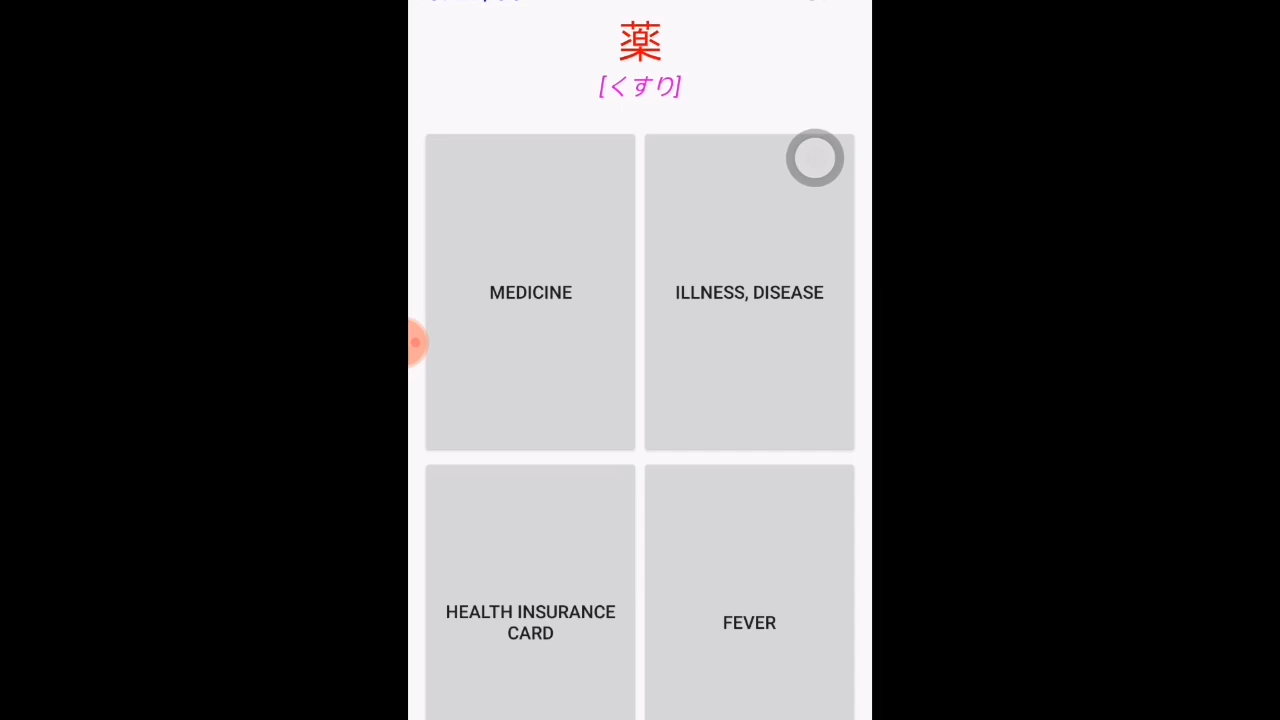 薬
[くすり]
MEDICINE
ILLNESS, DISEASE
HEALTH INSURANCE
CARD
FEVER